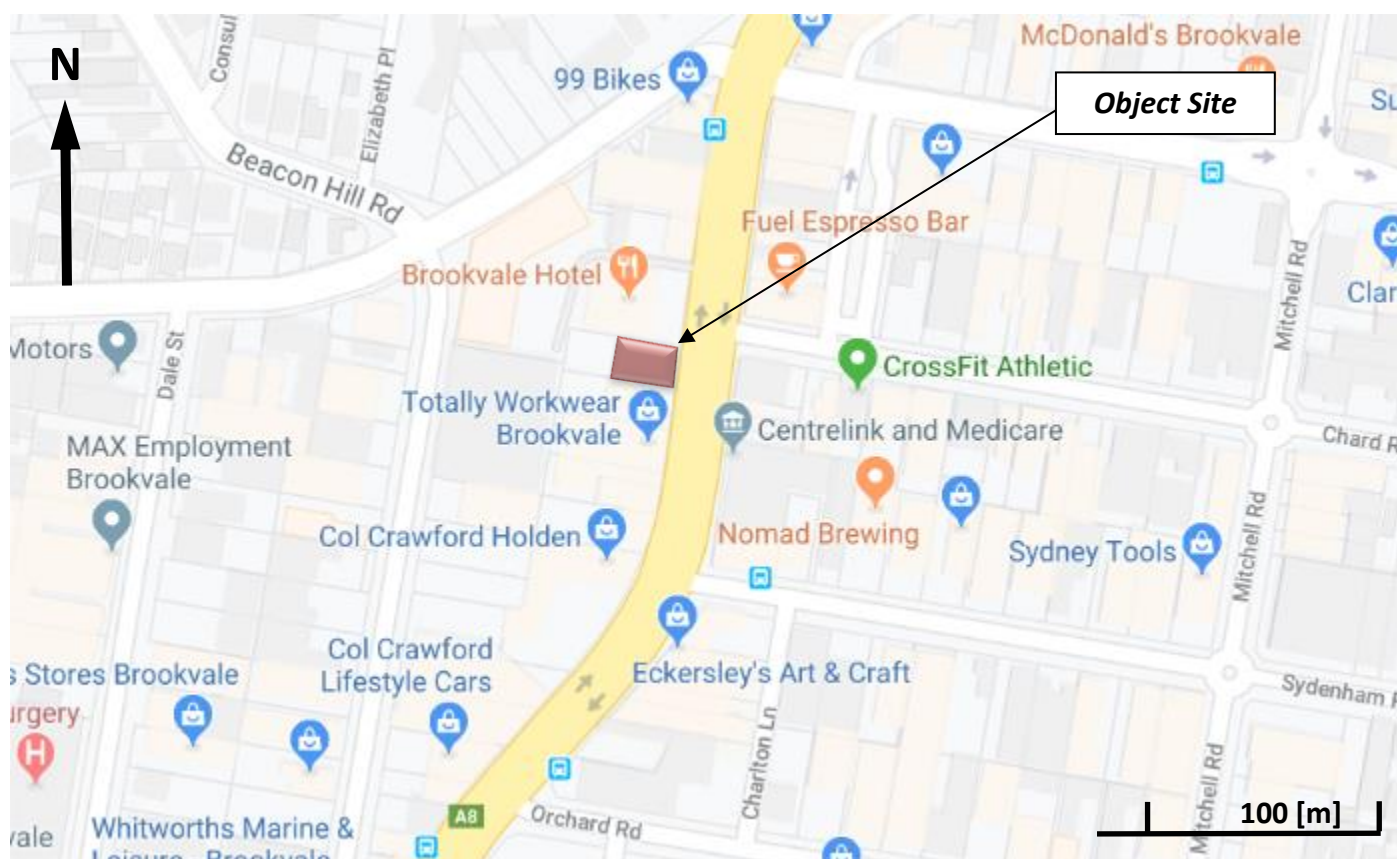 N
Consul
Elizabeth Pl
99 Bikes
McDonald's Brookvale
Object Site
Su
Beacon Hill Rd
Fuel Espresso Bar
Brookvale Hotel
Mitchell Rd
Clar
Motors
Dale St
CrossFit Athletic
Totally Workwear
Brookvale
Centrelink and Medicare
Chard R
MAX Employment
Brookvale
Col Crawford Holden
Nomad Brewing
Sydney Tools
Mitchell Rd
Col Crawford
Lifestyle Cars
Eckersley's Art & Craft
s Stores Brookvale
Sydenham R
urgery
H
Charlton Ln
Mitchell Rd
A8
Orchard Rd
100 [m]
vale
Whitworths Marine &
Leisure - Brookvale